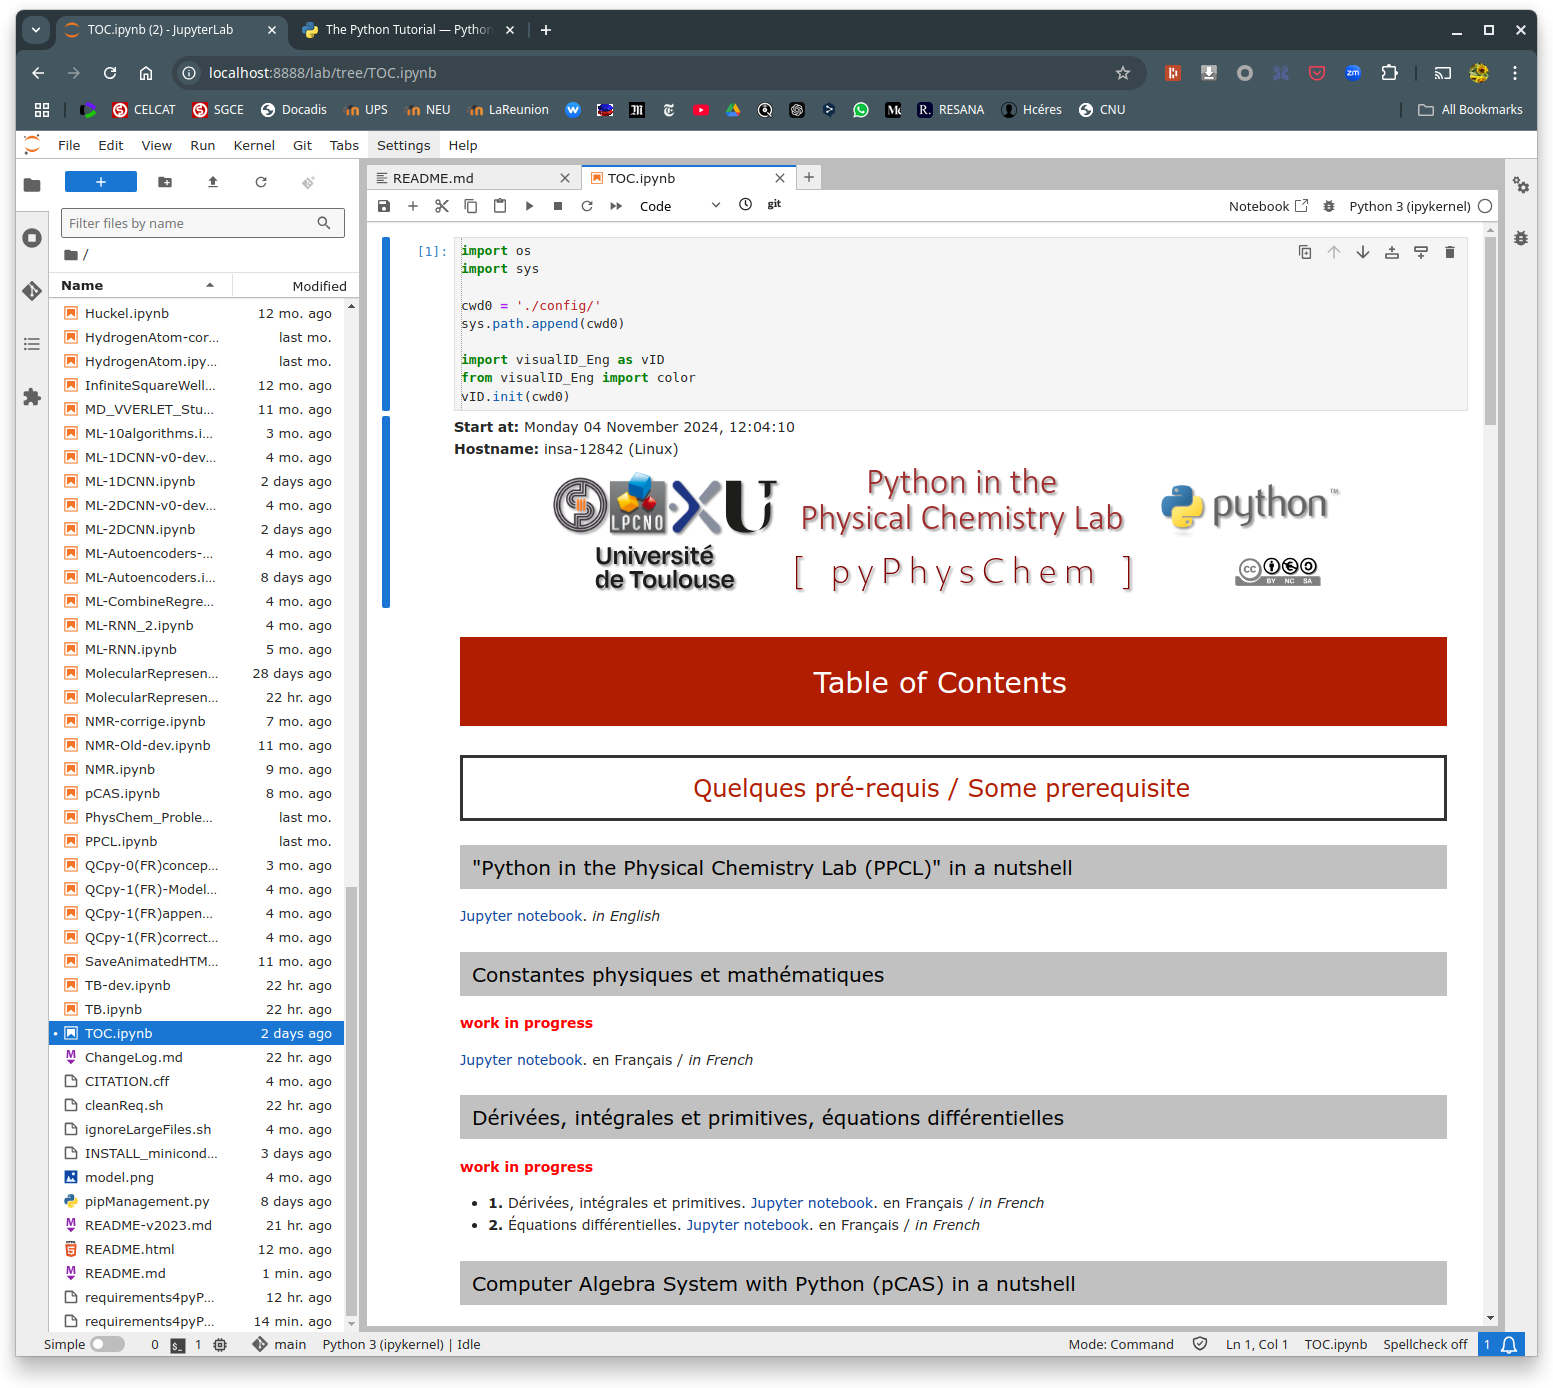 TOC.ipynb (2) - JupyterLab
The Python Tutorial — Python
localhost:8888/lab/tree/TOC.ipynb
CELCAT SGCE Docadis UPS NEU LaReunion RESANA Hcéres CNU All Bookmarks
File Edit View Run Kernel Git Tabs Settings Help
README.md TOC.ipynb
Code git Notebook Python 3 (ipykernel)
Filter files by name
/
Name Modified
Huckel.ipynb 12 mo. ago
HydrogenAtom-cor... last mo.
HydrogenAtom.ipy... last mo.
InfiniteSquareWell... 12 mo. ago
MD_VVERLET_Stu... 11 mo. ago
ML-10algorithms.i... 3 mo. ago
ML-1DCNN-v0-dev... 4 mo. ago
ML-1DCNN.ipynb 2 days ago
ML-2DCNN-v0-dev... 4 mo. ago
ML-2DCNN.ipynb 2 days ago
ML-Autoencoders-... 4 mo. ago
ML-Autoencoders.i... 8 days ago
ML-CombineRegre... 4 mo. ago
ML-RNN_2.ipynb 4 mo. ago
ML-RNN.ipynb 5 mo. ago
MolecularRepresen... 28 days ago
MolecularRepresen... 22 hr. ago
NMR-corrige.ipynb 7 mo. ago
NMR-Old-dev.ipynb 11 mo. ago
NMR.ipynb 9 mo. ago
pCAS.ipynb 8 mo. ago
PhysChem_Proble... last mo.
PPCL.ipynb last mo.
QCpy-0(FR)concep... 3 mo. ago
QCpy-1(FR)-Model... 4 mo. ago
QCpy-1(FR)appen... 4 mo. ago
QCpy-1(FR)correct... 4 mo. ago
SaveAnimatedHTM... 11 mo. ago
TB-dev.ipynb 22 hr. ago
TB.ipynb 22 hr. ago
TOC.ipynb 2 days ago
ChangeLog.md 22 hr. ago
CITATION.cff 4 mo. ago
cleanReq.sh 22 hr. ago
ignoreLargeFiles.sh 4 mo. ago
INSTALL_minicond... 3 days ago
model.png 4 mo. ago
pipManagement.py 8 days ago
README-v2023.md 21 hr. ago
README.html 12 mo. ago
README.md 1 min. ago
requirements4pyP... 12 hr. ago
requirements4pyP... 14 min. ago
[1]:
import os
import sys
cwd0 = './config/'
sys.path.append(cwd0)
import visualID_Eng as vID
from visualID_Eng import color
vID.init(cwd0)
Start at: Monday 04 November 2024, 12:04:10
Hostname: insa-12842 (Linux)
LPCNO
Université
de Toulouse
Python in the
Physical Chemistry Lab
[ pyPhysChem ]
python™
CC BY NC SA
Table of Contents
Quelques pré-requis / Some prerequisite
"Python in the Physical Chemistry Lab (PPCL)" in a nutshell
Jupyter notebook. in English
Constantes physiques et mathématiques
work in progress
Jupyter notebook. en Français / in French
Dérivées, intégrales et primitives, équations différentielles
work in progress
• 1. Dérivées, intégrales et primitives. Jupyter notebook. en Français / in French
• 2. Équations différentielles. Jupyter notebook. en Français / in French
Computer Algebra System with Python (pCAS) in a nutshell
Simple 0 1 main Python 3 (ipykernel) | Idle Mode: Command Ln 1, Col 1 TOC.ipynb Spellcheck off 1